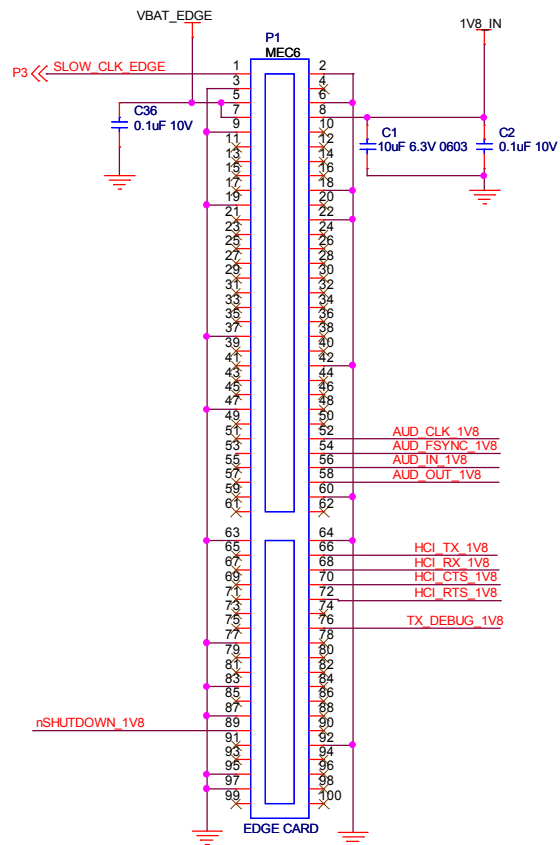 VBAT_EDGE
1V8_IN
P1
MEC6
P3
SLOW_CLK_EDGE
1 2
3 4
5 6
7 8
C36
0.1uF 10V
C1
10uF 6.3V 0603
C2
0.1uF 10V
9 10
11 12
13 14
15 16
17 18
19 20
21 22
23 24
25 26
27 28
29 30
31 32
33 34
35 36
37 38
39 40
41 42
43 44
45 46
47 48
49 50
51 52 AUD_CLK_1V8
53 54 AUD_FSYNC_1V8
55 56 AUD_IN_1V8
57 58 AUD_OUT_1V8
59 60
61 62
63 64
65 66 HCI_TX_1V8
67 68 HCI_RX_1V8
69 70 HCI_CTS_1V8
71 72 HCI_RTS_1V8
73 74
75 76 TX_DEBUG_1V8
77 78
79 80
81 82
83 84
85 86
87 88
nSHUTDOWN_1V8 89 90
91 92
93 94
95 96
97 98
99 100
EDGE CARD